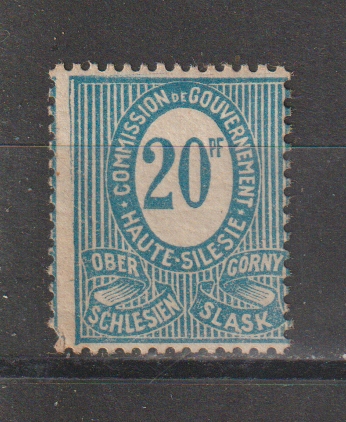 COMMISSION DE GOUVERNEMENT
20 PF
HAUTE-SILESIE
OBER GORNY
SCHLESIEN SLASK